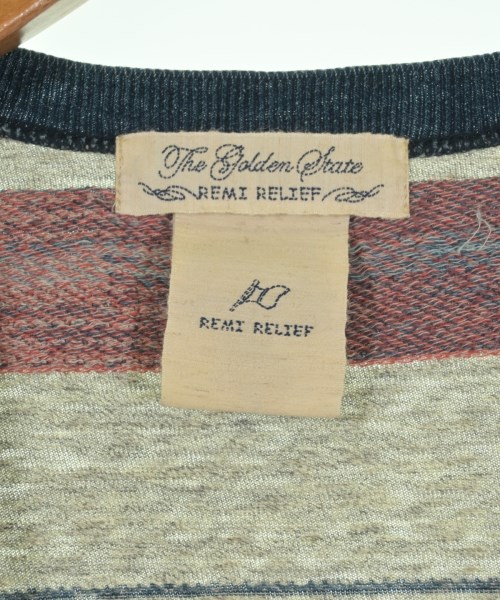 The Golden State
REMI RELIEF
REMI RELIEF